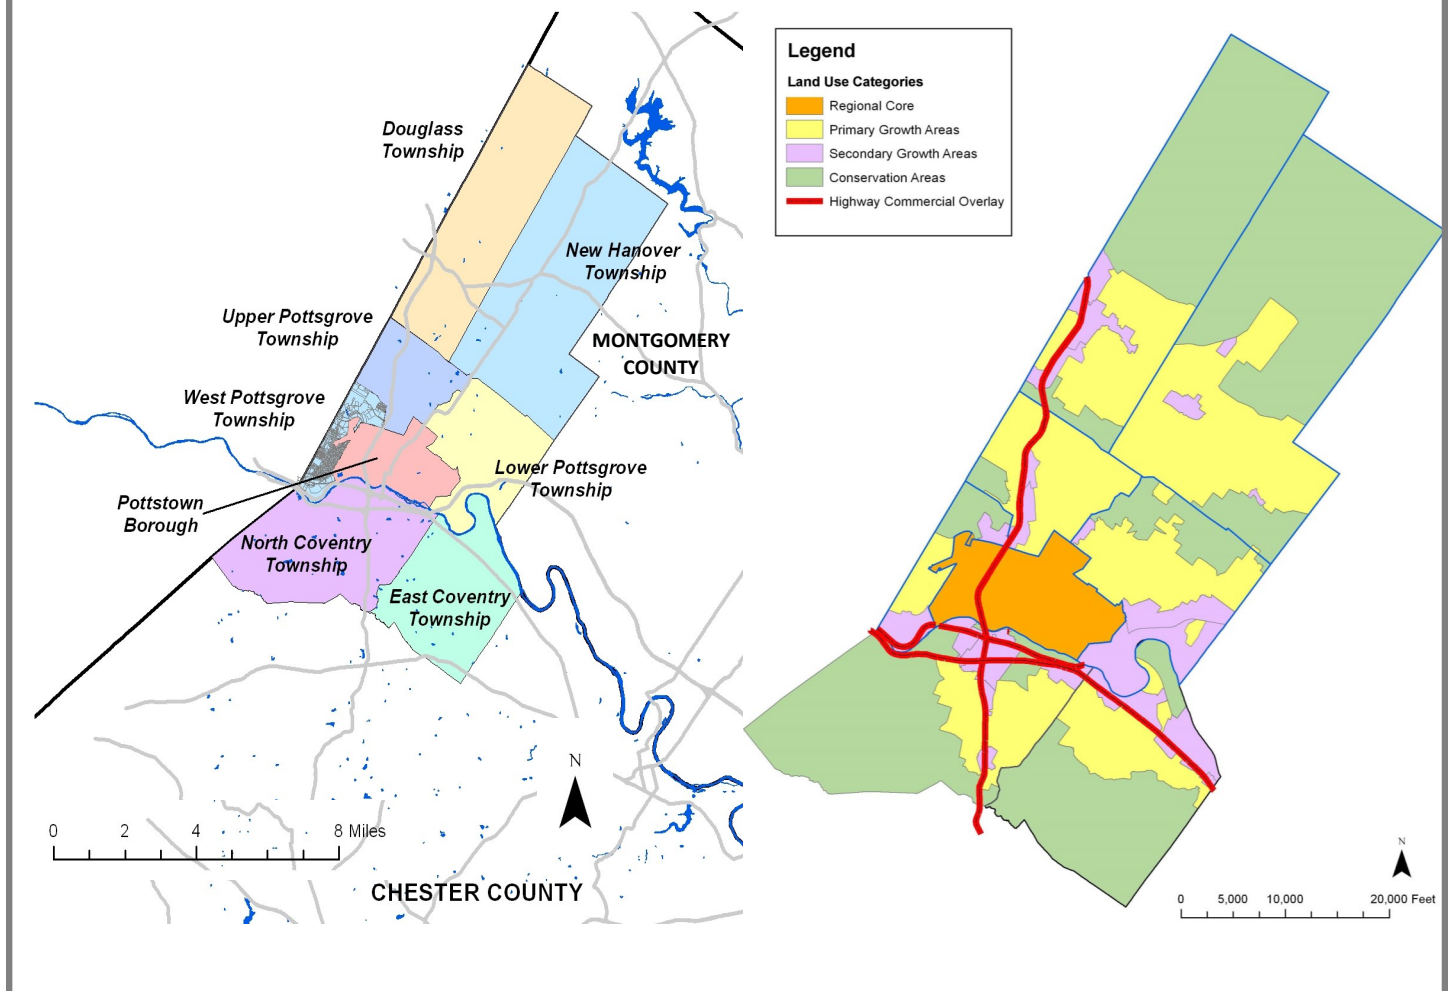 Douglass
Township
New Hanover
Township
Upper Pottsgrove
Township
MONTGOMERY
COUNTY
West Pottsgrove
Township
Lower Pottsgrove
Township
Pottstown
Borough
North Coventry
Township
East Coventry
Township
N
0 2 4 8 Miles
CHESTER COUNTY
Legend
Land Use Categories
Regional Core
Primary Growth Areas
Secondary Growth Areas
Conservation Areas
Highway Commercial Overlay
N
0 5,000 10,000 20,000 Feet